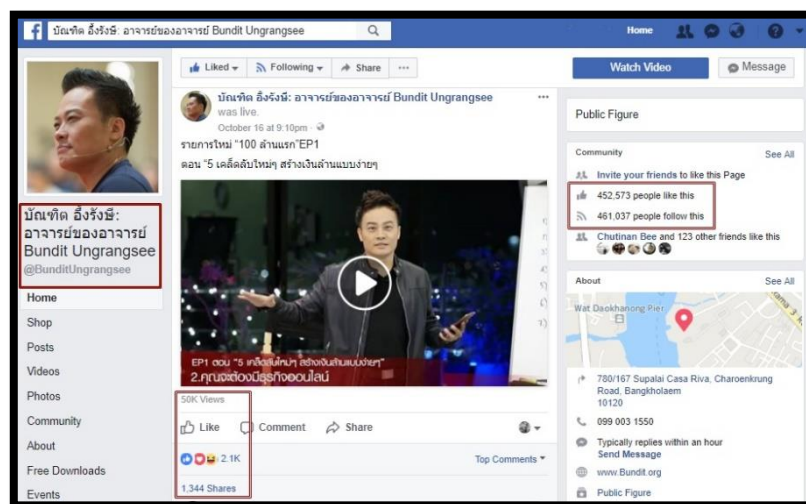 บัณฑิต อึ้งรังษี: อาจารย์ของอาจารย์ Bundit Ungrangsee
Home
Liked
Following
Share
Watch Video
Message
บัณฑิต อึ้งรังษี:
อาจารย์ของอาจารย์
Bundit Ungrangsee
@BunditUngrangsee
Home
Shop
Posts
Videos
Photos
Community
About
Free Downloads
Events
บัณฑิต อึ้งรังษี: อาจารย์ของอาจารย์ Bundit Ungrangsee
was live.
October 16 at 9:10pm
รายการใหม่ "100 ล้านแรก"EP1
ตอน "5 เคล็ดลับใหม่ๆ สร้างเงินล้านแบบง่ายๆ
EP1 ตอน "5 เคล็ดลับใหม่ๆ สร้างเงินล้านแบบง่ายๆ"
2.คุณจะต้องมีธุรกิจออนไลน์
50K Views
Like
Comment
Share
2.1K
Top Comments
1,344 Shares
Public Figure
Community
See All
Invite your friends to like this Page
452,573 people like this
461,037 people follow this
Chutinan Bee and 123 other friends like this
About
See All
Wat Daokhanong Pier
780/167 Supalai Casa Riva, Charoenkrung
Road, Bangkholaem
10120
099 003 1550
Typically replies within an hour
Send Message
www.Bundit.org
Public Figure